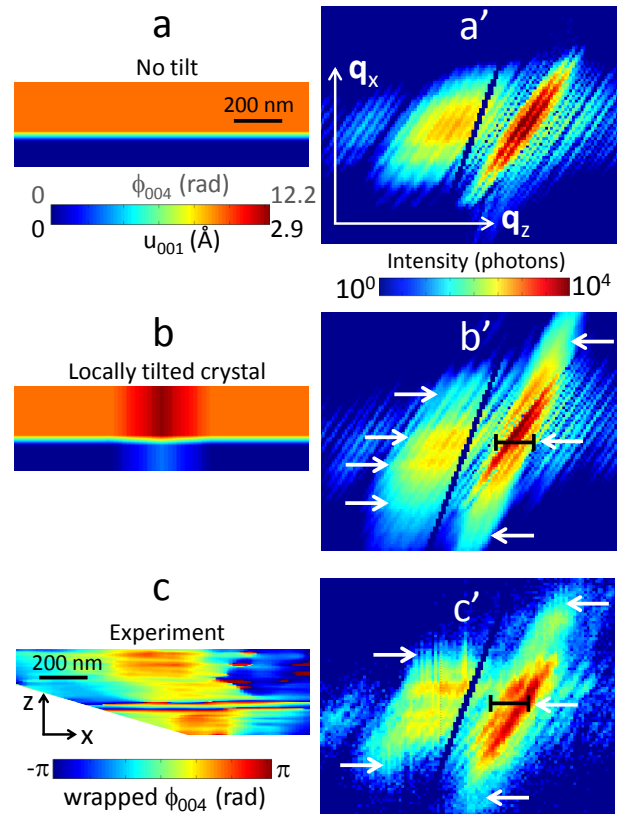 a
No tilt
200 nm
0 ϕ004 (rad) 12.2
0 u001 (Å) 2.9
a′
qx
qz
Intensity (photons)
10^0 10^4
b
Locally tilted crystal
b′
c
Experiment
200 nm
z
x
-π π
wrapped ϕ004 (rad)
c′